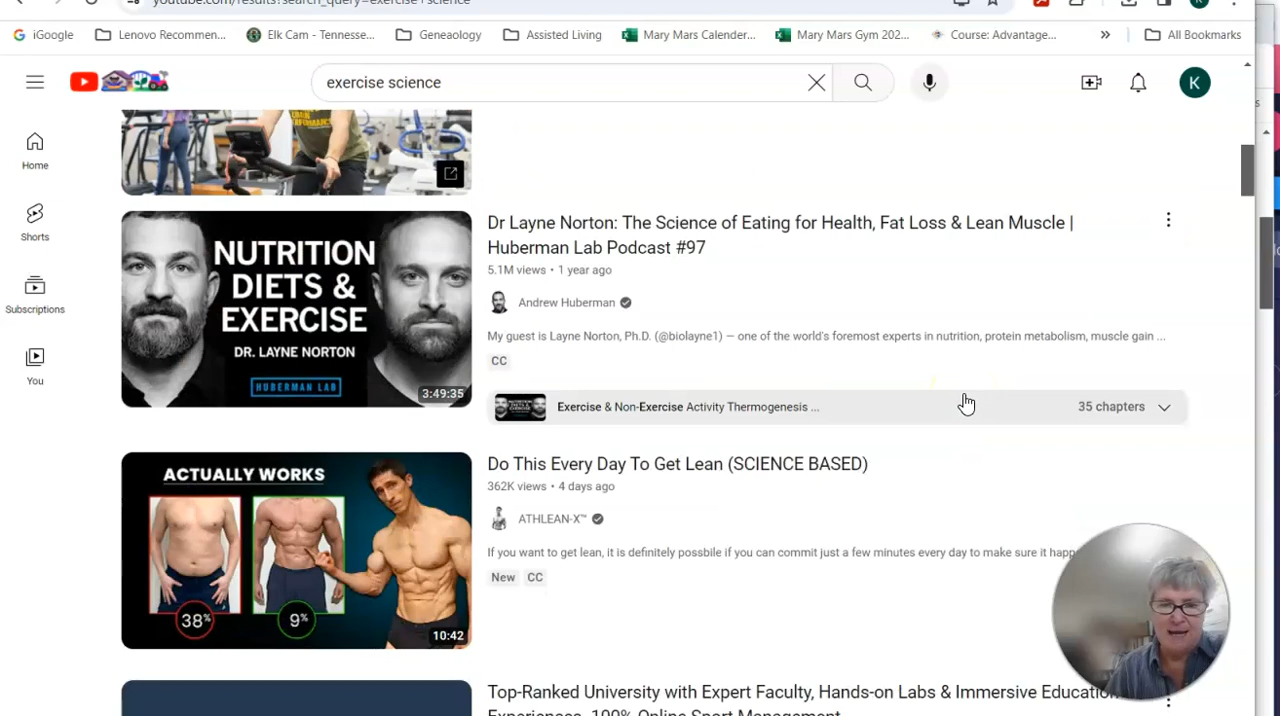 youtube.com/results?search_query=exercise+science
K
iGoogle
Lenovo Recommen...
Elk Cam - Tennesse...
Geneaology
Assisted Living
Mary Mars Calender...
Mary Mars Gym 202...
Course: Advantage...
»
All Bookmarks
exercise science
K
Home
Shorts
Subscriptions
You
NUTRITION
DIETS &
EXERCISE
DR. LAYNE NORTON
HUBERMAN LAB
3:49:35
Dr Layne Norton: The Science of Eating for Health, Fat Loss & Lean Muscle |
Huberman Lab Podcast #97
5.1M views • 1 year ago
Andrew Huberman
My guest is Layne Norton, Ph.D. (@biolayne1) — one of the world's foremost experts in nutrition, protein metabolism, muscle gain ...
CC
Exercise & Non-Exercise Activity Thermogenesis ...
35 chapters
ACTUALLY WORKS
38%
9%
10:42
Do This Every Day To Get Lean (SCIENCE BASED)
362K views • 4 days ago
ATHLEAN-X™
If you want to get lean, it is definitely possbile if you can commit just a few minutes every day to make sure it happ
New
CC
Top-Ranked University with Expert Faculty, Hands-on Labs & Immersive Education
Experiences. 100% Online Sport Management